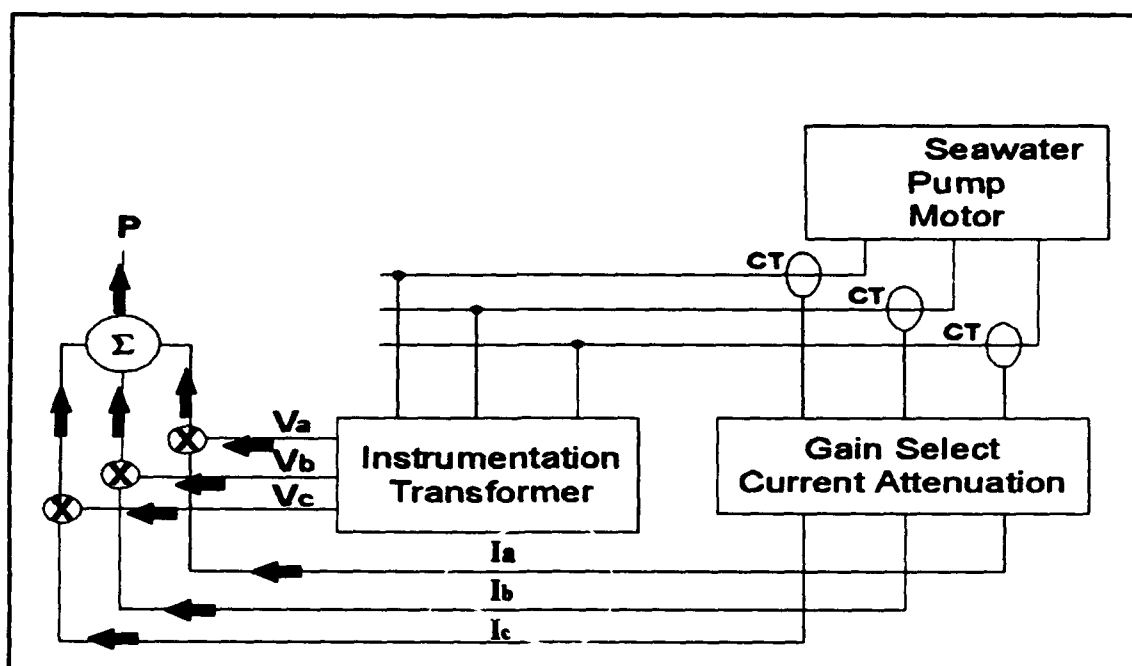 Seawater
Pump
Motor
P
CT
CT
CT
Σ
Va
Vb
Vc
X
X
X
Instrumentation
Transformer
Gain Select
Current Attenuation
Ia
Ib
Ic